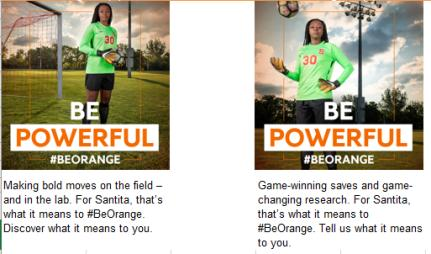 30
BE
POWERFUL
#BEORANGE
Making bold moves on the field –
and in the lab. For Santita, that's
what it means to #BeOrange.
Discover what it means to you.
30
BE
POWERFUL
#BEORANGE
Game-winning saves and game-
changing research. For Santita,
that's what it means to
#BeOrange. Tell us what it means
to you.